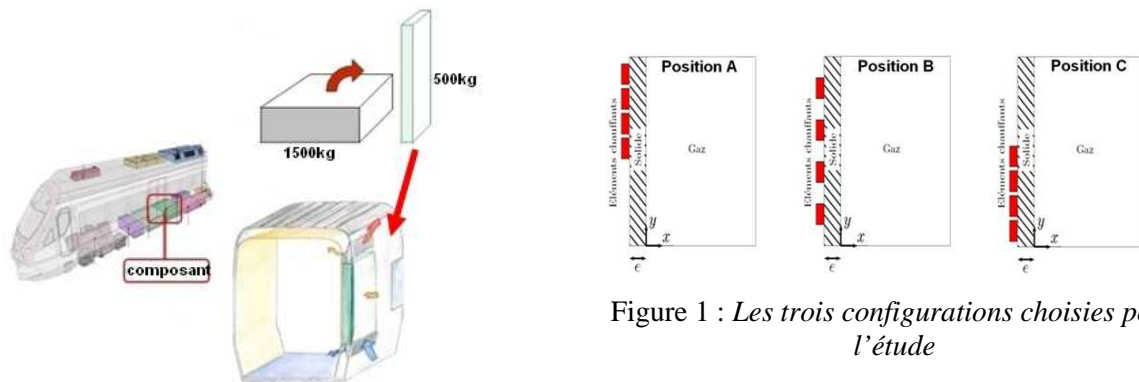 500kg
1500kg
composant
Position A
Eléments chauffants
Solide
Gaz
y
x
ϵ
Position B
Eléments chauffants
Solide
Gaz
y
x
ϵ
Position C
Eléments chauffants
Solide
Gaz
y
x
ϵ
Figure 1 : Les trois configurations choisies p
l'étude